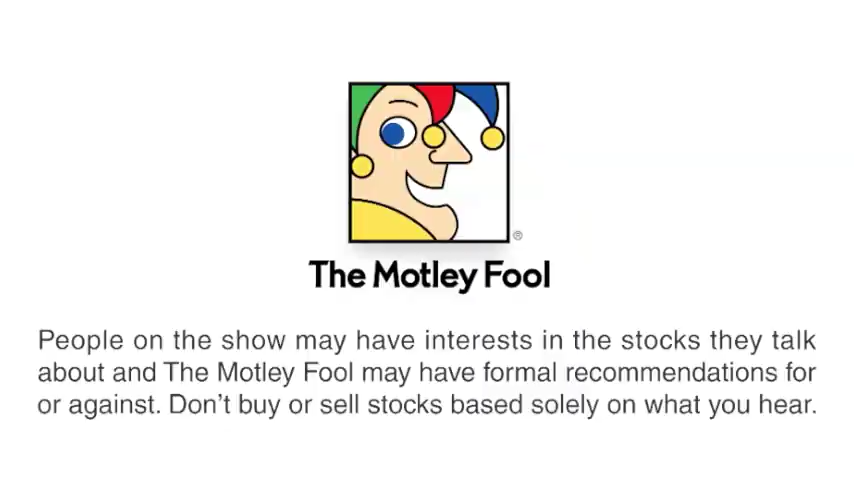 ®
The Motley Fool
People on the show may have interests in the stocks they talk
about and The Motley Fool may have formal recommendations for
or against. Don't buy or sell stocks based solely on what you hear.